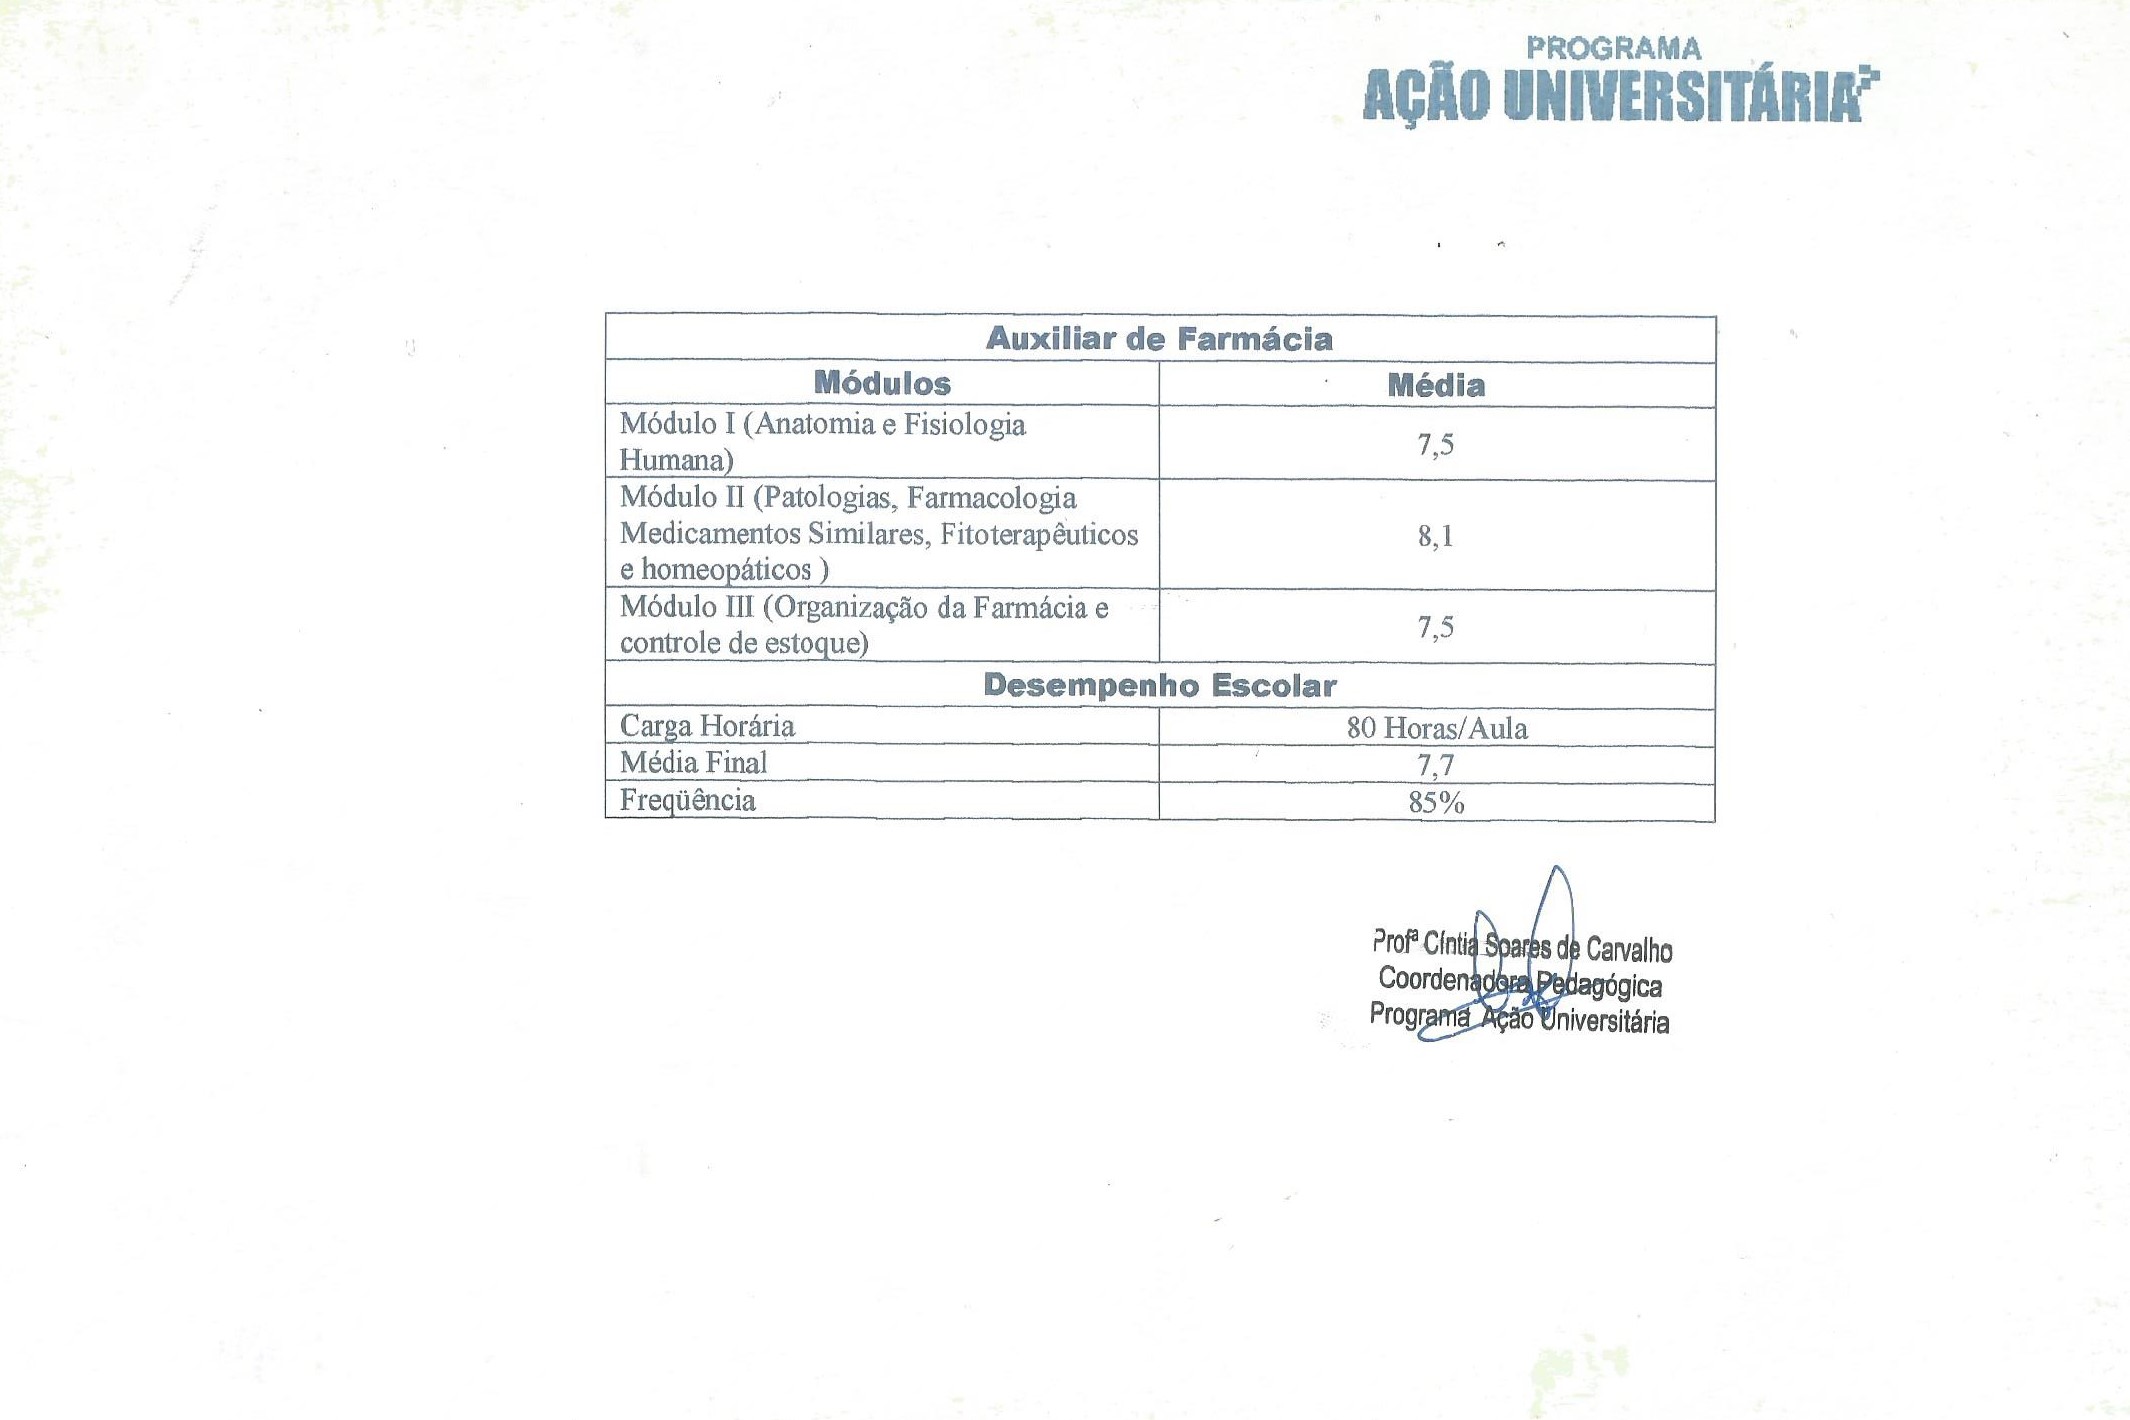 PROGRAMA
AÇÃO UNIVERSITÁRIA
Auxiliar de Farmácia
Módulos Média
Módulo I (Anatomia e Fisiologia
Humana)
7,5
Módulo II (Patologias, Farmacologia
Medicamentos Similares, Fitoterapêuticos
e homeopáticos )
8,1
Módulo III (Organização da Farmácia e
controle de estoque)
7,5
Desempenho Escolar
Carga Horária 80 Horas/Aula
Média Final 7,7
Freqüência 85%
Profª Cíntia Soares de Carvalho
Coordenadora Pedagógica
Programa Ação Universitária